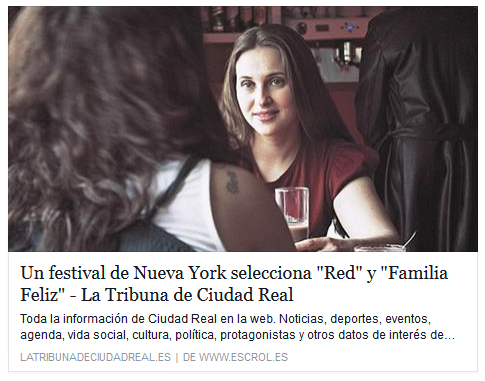 Un festival de Nueva York selecciona "Red" y "Familia
Feliz" - La Tribuna de Ciudad Real
Toda la información de Ciudad Real en la web. Noticias, deportes, eventos,
agenda, vida social, cultura, política, protagonistas y otros datos de interés de...
LATRIBUNADECIUDADREAL.ES | DE WWW.ESCROL.ES